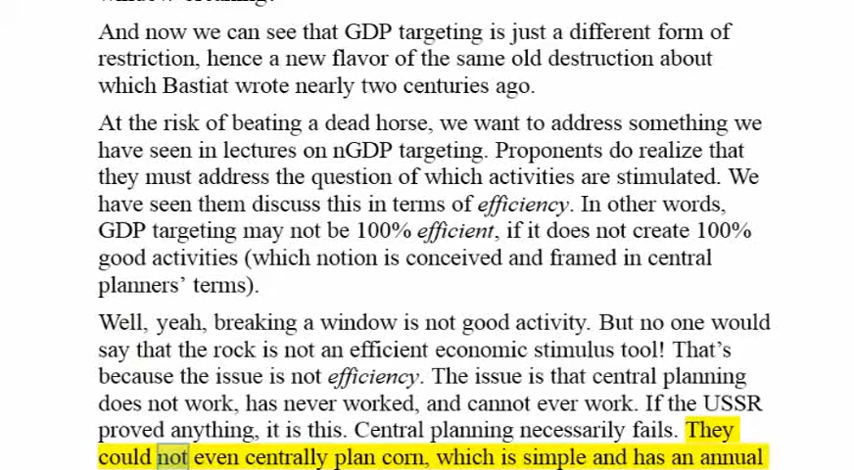 And now we can see that GDP targeting is just a different form of
restriction, hence a new flavor of the same old destruction about
which Bastiat wrote nearly two centuries ago.
At the risk of beating a dead horse, we want to address something we
have seen in lectures on nGDP targeting. Proponents do realize that
they must address the question of which activities are stimulated. We
have seen them discuss this in terms of efficiency. In other words,
GDP targeting may not be 100% efficient, if it does not create 100%
good activities (which notion is conceived and framed in central
planners’ terms).
Well, yeah, breaking a window is not good activity. But no one would
say that the rock is not an efficient economic stimulus tool! That’s
because the issue is not efficiency. The issue is that central planning
does not work, has never worked, and cannot ever work. If the USSR
proved anything, it is this. Central planning necessarily fails. They
could not even centrally plan corn, which is simple and has an annual